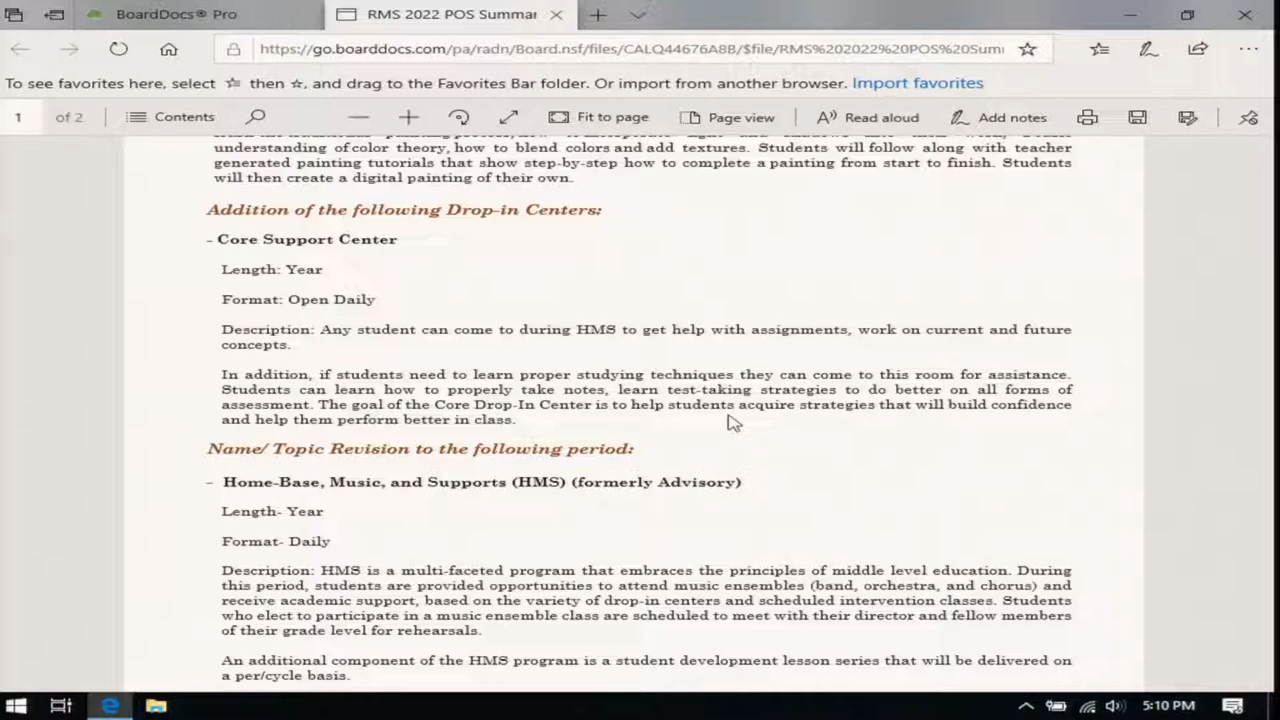 BoardDocs® Pro
RMS 2022 POS Summar
https://go.boarddocs.com/pa/radn/Board.nsf/files/CALQ44676A8B/$file/RMS%202022%20POS%20Sumi
To see favorites here, select then ☆, and drag to the Favorites Bar folder. Or import from another browser. Import favorites
1 of 2 Contents Fit to page Page view Read aloud Add notes
understanding of color theory, how to blend colors and add textures. Students will follow along with teacher
generated painting tutorials that show step-by-step how to complete a painting from start to finish. Students
will then create a digital painting of their own.
Addition of the following Drop-in Centers:
- Core Support Center
Length: Year
Format: Open Daily
Description: Any student can come to during HMS to get help with assignments, work on current and future
concepts.
In addition, if students need to learn proper studying techniques they can come to this room for assistance.
Students can learn how to properly take notes, learn test-taking strategies to do better on all forms of
assessment. The goal of the Core Drop-In Center is to help students acquire strategies that will build confidence
and help them perform better in class.
Name/ Topic Revision to the following period:
- Home-Base, Music, and Supports (HMS) (formerly Advisory)
Length- Year
Format- Daily
Description: HMS is a multi-faceted program that embraces the principles of middle level education. During
this period, students are provided opportunities to attend music ensembles (band, orchestra, and chorus) and
receive academic support, based on the variety of drop-in centers and scheduled intervention classes. Students
who elect to participate in a music ensemble class are scheduled to meet with their director and fellow members
of their grade level for rehearsals.
An additional component of the HMS program is a student development lesson series that will be delivered on
a per/cycle basis.
5:10 PM